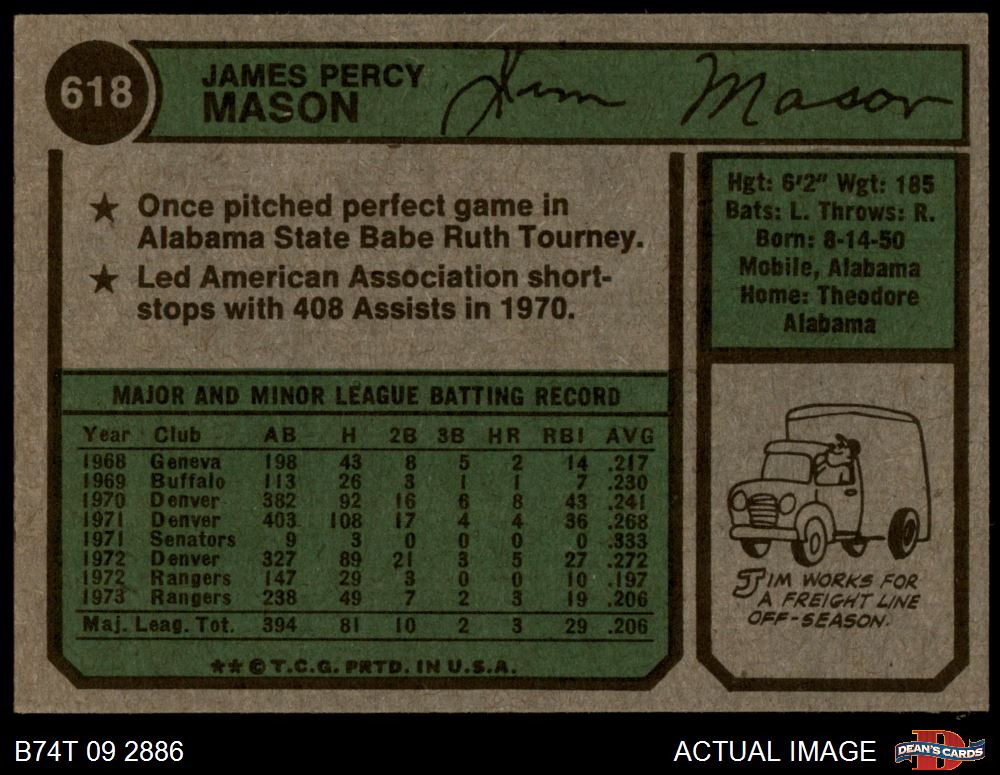 618
JAMES PERCY
MASON
Jim Mason
★ Once pitched perfect game in
Alabama State Babe Ruth Tourney.
★ Led American Association short-
stops with 408 Assists in 1970.
Hgt: 6'2" Wgt: 185
Bats: L. Throws: R.
Born: 8-14-50
Mobile, Alabama
Home: Theodore
Alabama
MAJOR AND MINOR LEAGUE BATTING RECORD
Year Club AB H 2B 3B HR RBI AVG
1968 Geneva 198 43 8 5 2 14 .217
1969 Buffalo 113 26 3 1 1 7 .230
1970 Denver 382 92 16 6 8 43 .241
1971 Denver 403 108 17 4 4 36 .268
1971 Senators 9 3 0 0 0 0 .333
1972 Denver 327 89 21 3 5 27 .272
1972 Rangers 147 29 3 0 0 10 .197
1973 Rangers 238 49 7 2 3 19 .206
Maj. Leag. Tot. 394 81 10 2 3 29 .206
★★ © T.C.G. PRTD. IN U.S.A.
JIM WORKS FOR
A FREIGHT LINE
OFF-SEASON.
B74T 09 2886
ACTUAL IMAGE
DEAN'S CARDS